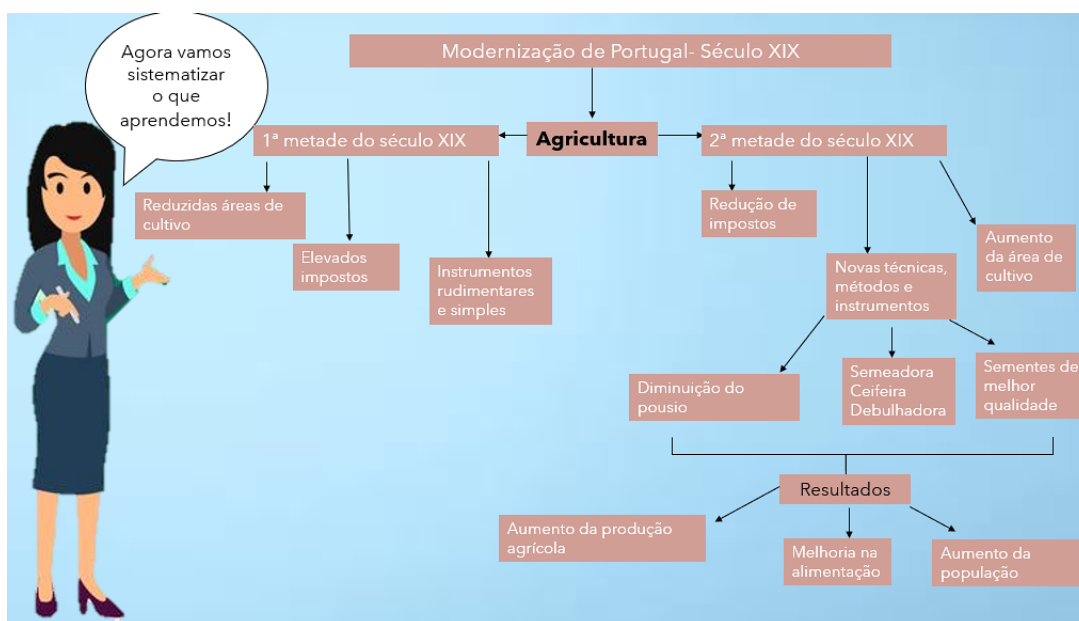 Agora vamos
sistematizar
o que
aprendemos!
Modernização de Portugal- Século XIX
1ª metade do século XIX
Agricultura
2ª metade do século XIX
Reduzidas áreas de
cultivo
Elevados
impostos
Instrumentos
rudimentares
e simples
Redução de
impostos
Novas técnicas,
métodos e
instrumentos
Aumento
da área de
cultivo
Diminuição do
pousio
Semeadora
Ceifeira
Debulhadora
Sementes de
melhor
qualidade
Resultados
Aumento da produção
agrícola
Melhoria na
alimentação
Aumento da
população